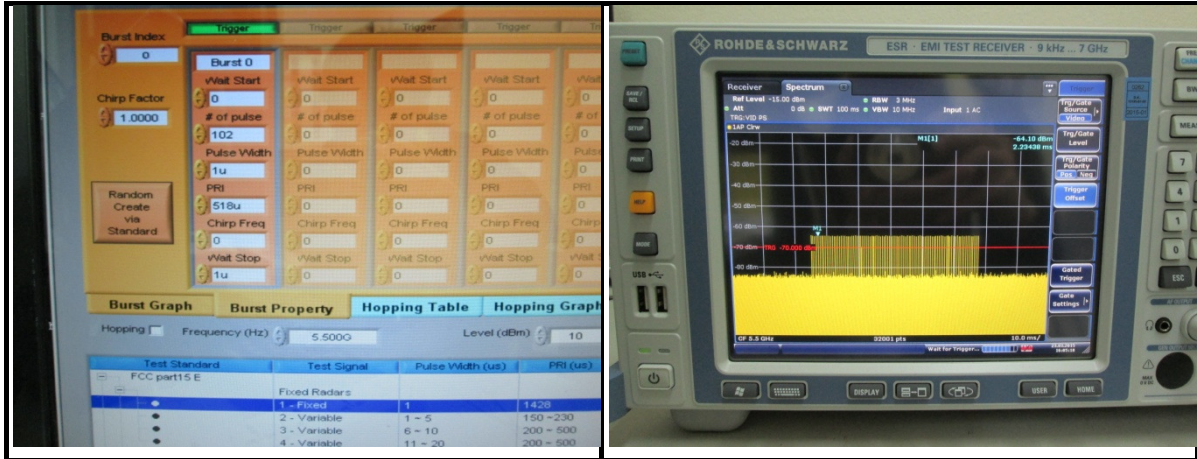 Burst Index
0
Chirp Factor
1.0000
Random
Create
via
Standard
Trigger Trigger Trigger Trigger
Burst 0
Wait Start Wait Start Wait Start Wait Start
0 0 0 0
# of pulse # of pulse # of pulse # of pulse
102 0 0 0
Pulse Width Pulse Width Pulse Width Pulse Width
1u 0 0 0
PRI PRI PRI PRI
518u 0 0 0
Chirp Freq Chirp Freq Chirp Freq Chirp Freq
0 0 0 0
Wait Stop Wait Stop Wait Stop Wait Stop
1u 0 0 0
Burst Graph Burst Property Hopping Table Hopping Graph
Hopping Frequency (Hz) 5.500G Level (dBm) 10
Test Standard Test Signal Pulse Width (us) PRI (us)
FCC part15 E
Fixed Radars
1 - Fixed 1 1428
2 - Variable 1 ~ 5 150 ~230
3 - Variable 6 ~ 10 200 ~ 500
4 - Variable 11 ~ 20 200 ~ 500
ROHDE&SCHWARZ ESR · EMI TEST RECEIVER · 9 kHz ... 7 GHz
PRESET
SETUP
PRINT
HELP
MODE
USB
Receiver Spectrum
Ref Level -15.00 dBm RBW 3 MHz
Att 0 dB SWT 100 ms VBW 10 MHz Input 1 AC
TRG:VID PS
1AP Clrw
M1[1] -64.10 dBm
2.23438 ms
-20 dBm
-30 dBm
-40 dBm
-50 dBm
-60 dBm
M1
-70 dBm TRG -70.000 dBm
-80 dBm
CF 5.5 GHz 32001 pts 10.0 ms/
Wait for Trigger...
Trigger
Trg/Gate
Source
Video
Trg/Gate
Level
Trg/Gate
Polarity
Pos Neg
Trigger
Offset
Gated
Trigger
Gate
Settings
MEAS
7
4
1
0
ESC
DISPLAY
USER
HOME